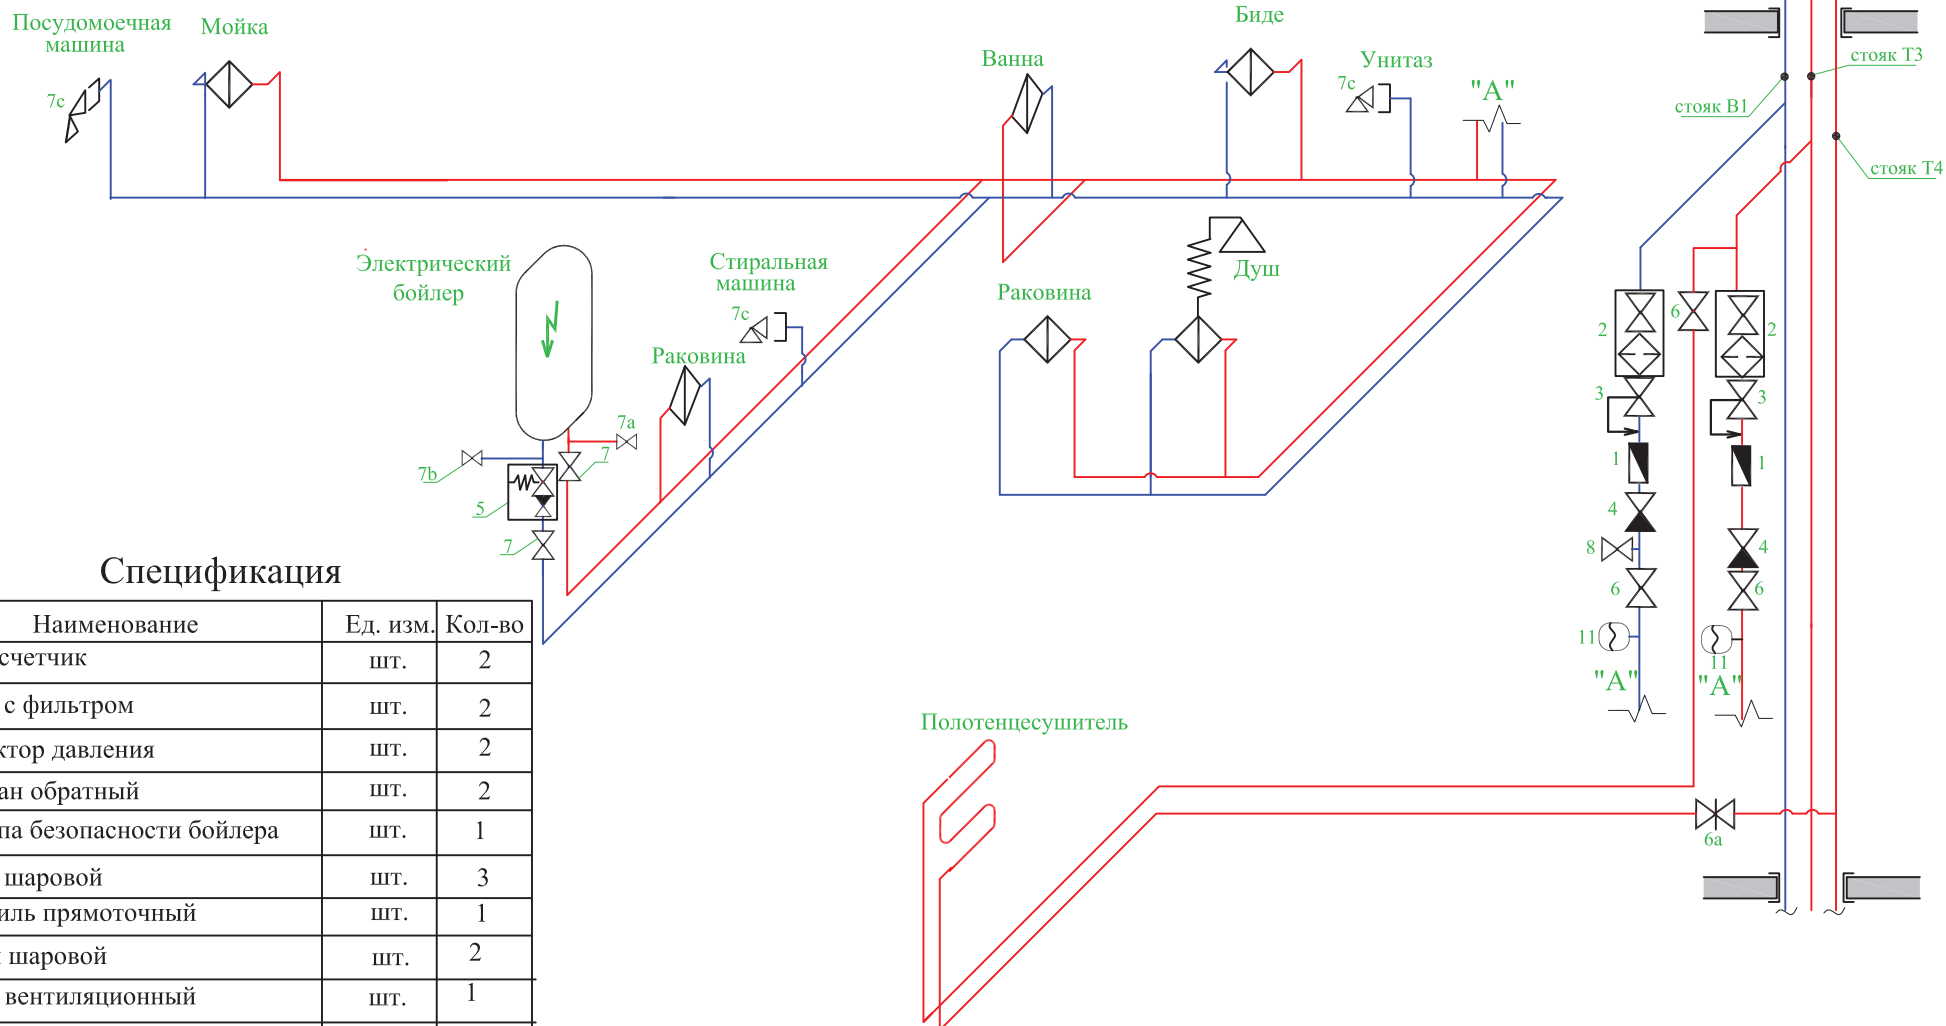 Посудомоечная
машина
Мойка
7c
Ванна
Биде
Унитаз
7c
"А"
стояк Т3
стояк В1
стояк Т4
Электрический
бойлер
Стиральная
машина
7c
Раковина
7a
7
7b
5
7
Раковина
Душ
2
6
2
3
3
1
1
4
4
8
6
6
11
11
"А"
"А"
6a
Полотенцесушитель
Спецификация
Наименование Ед. изм. Кол-во
счетчик шт. 2
с фильтром шт. 2
ктор давления шт. 2
ан обратный шт. 2
па безопасности бойлера шт. 1
шаровой шт. 3
иль прямоточный шт. 1
шаровой шт. 2
вентиляционный шт. 1